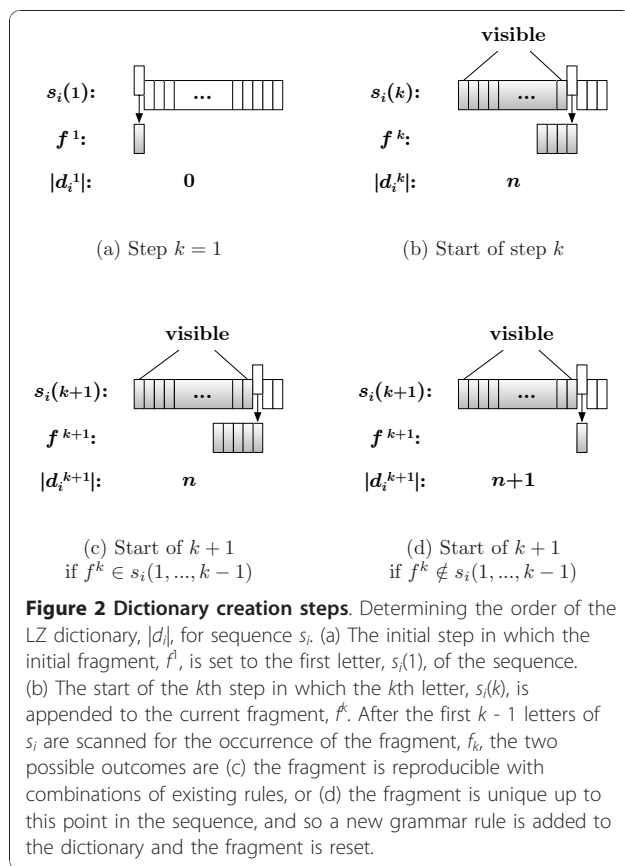 visible
s_i(1): ...
f^1:
|d_i^1|: 0
(a) Step k = 1
visible
s_i(k): ...
f^k:
|d_i^k|: n
(b) Start of step k
visible
s_i(k+1): ...
f^{k+1}:
|d_i^{k+1}|: n
(c) Start of k + 1
if f^k ∈ s_i(1, ..., k − 1)
visible
s_i(k+1): ...
f^{k+1}:
|d_i^{k+1}|: n+1
(d) Start of k + 1
if f^k ∉ s_i(1, ..., k − 1)
Figure 2 Dictionary creation steps. Determining the order of the
LZ dictionary, |d_i|, for sequence s_i. (a) The initial step in which the
initial fragment, f^1, is set to the first letter, s_i(1), of the sequence.
(b) The start of the kth step in which the kth letter, s_i(k), is
appended to the current fragment, f^k. After the first k - 1 letters of
s_i are scanned for the occurrence of the fragment, f_k, the two
possible outcomes are (c) the fragment is reproducible with
combinations of existing rules, or (d) the fragment is unique up to
this point in the sequence, and so a new grammar rule is added to
the dictionary and the fragment is reset.